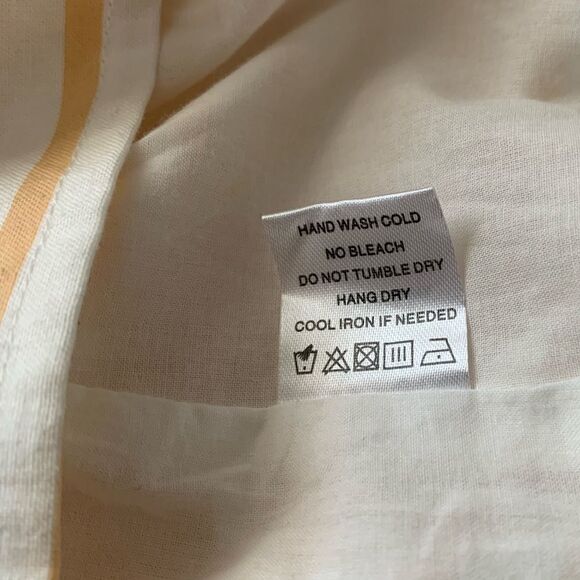 HAND WASH COLD
NO BLEACH
DO NOT TUMBLE DRY
HANG DRY
COOL IRON IF NEEDED